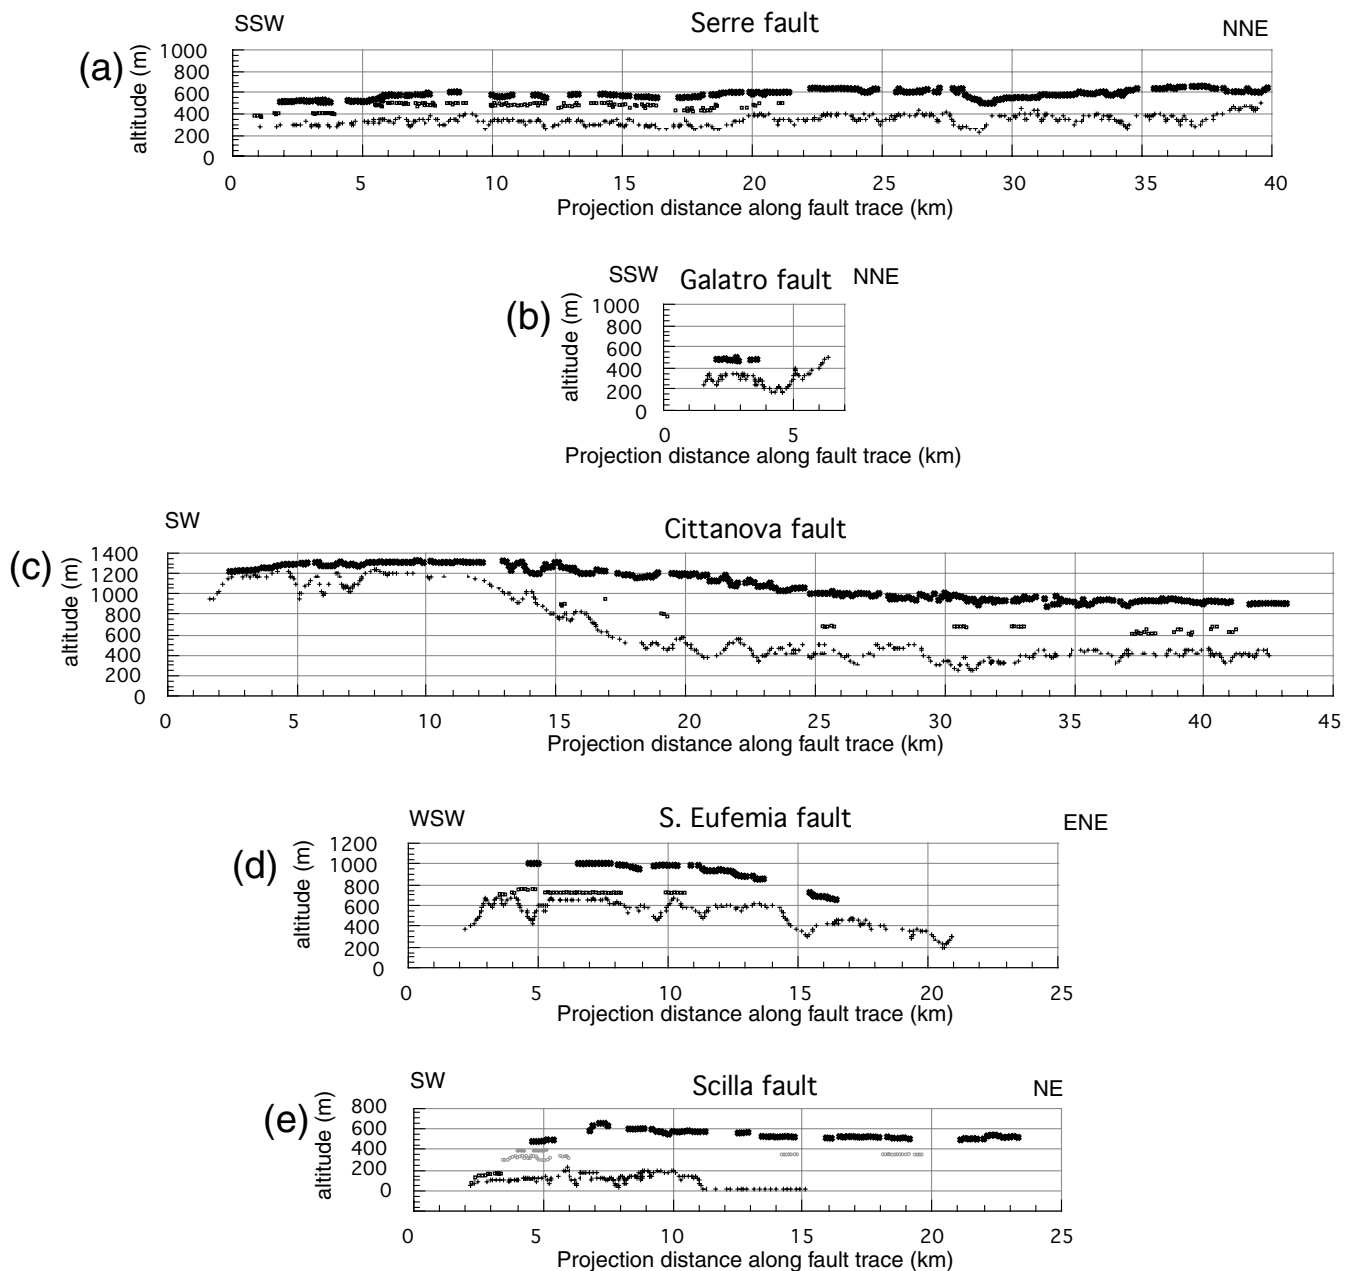 SSW Serre fault NNE
(a)
altitude (m)
1000
800
600
400
200
0
0 5 10 15 20 25 30 35 40
Projection distance along fault trace (km)
SSW Galatro fault NNE
(b)
altitude (m)
1000
800
600
400
200
0
0 5
Projection distance along fault trace (km)
SW Cittanova fault
(c)
altitude (m)
1400
1200
1000
800
600
400
200
0
0 5 10 15 20 25 30 35 40 45
Projection distance along fault trace (km)
WSW S. Eufemia fault ENE
(d)
altitude (m)
1200
1000
800
600
400
200
0
0 5 10 15 20 25
Projection distance along fault trace (km)
SW Scilla fault NE
(e)
altitude (m)
800
600
400
200
0
0 5 10 15 20 25
Projection distance along fault trace (km)